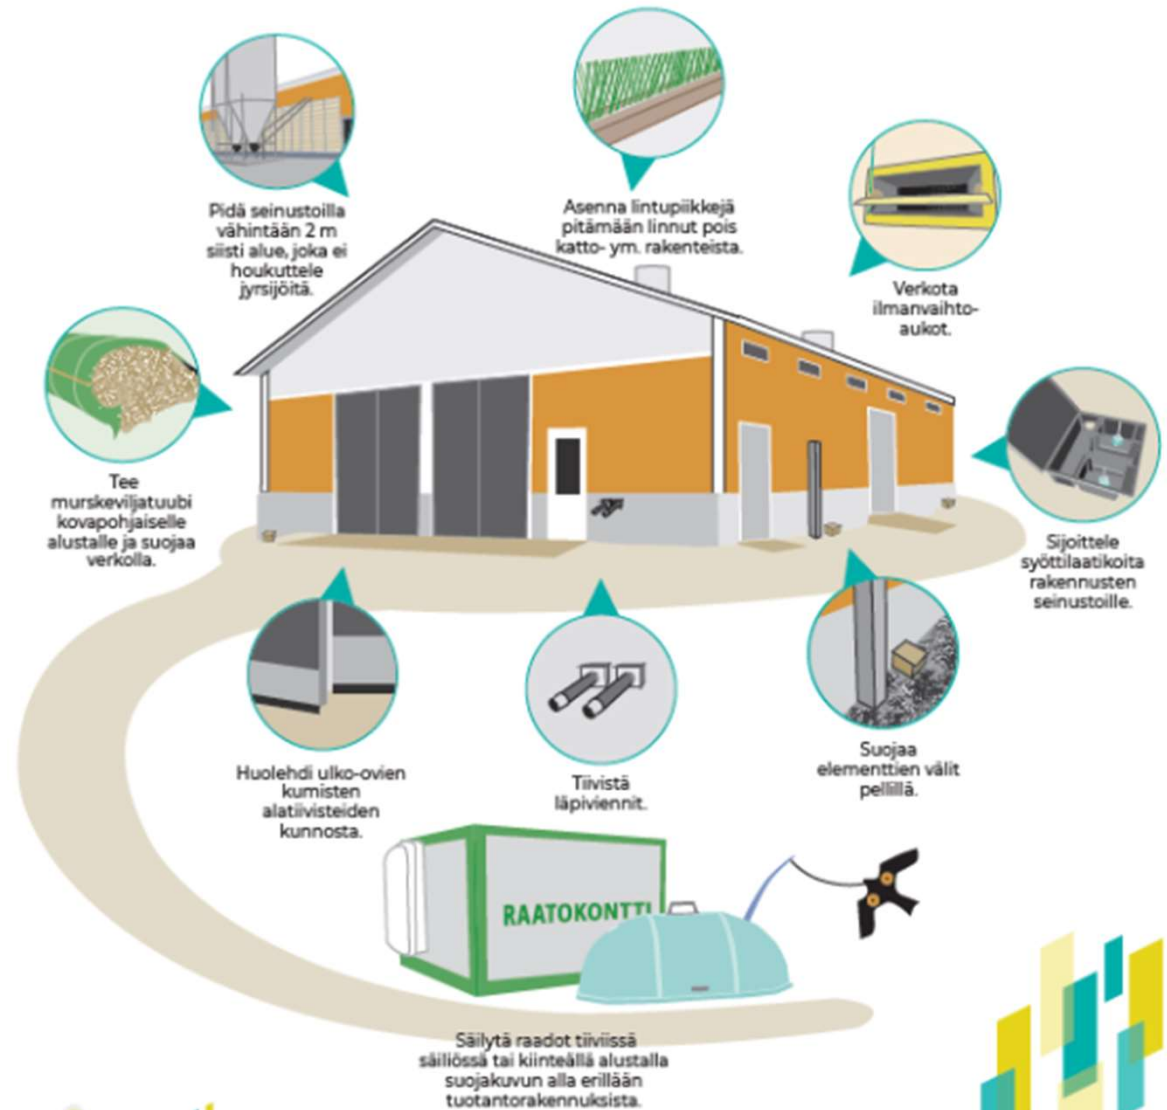 Pidä seinustoilla
vähintään 2 m
siisti alue, joka ei
houkuttele
jyrsijöitä.
Asenna lintupiikkejä
pitämään linnut pois
katto- ym. rakenteista.
Verkota
ilmanvaihto-
aukot.
Tee
murskeviljatuubi
kovapohjaiselle
alustalle ja suojaa
verkolla.
Sijoittele
syöttilaatikoita
rakennusten
seinustoille.
Huolehdi ulko-ovien
kumisten
alatiivisteiden
kunnosta.
Tiivistä
läpiviennit.
Suojaa
elementtien välit
pellillä.
RAATOKONTTI
Säilytä raadot tiiviissä
säiliössä tai kiinteällä alustalla
suojakuvun alla erillään
tuotantorakennuksista.